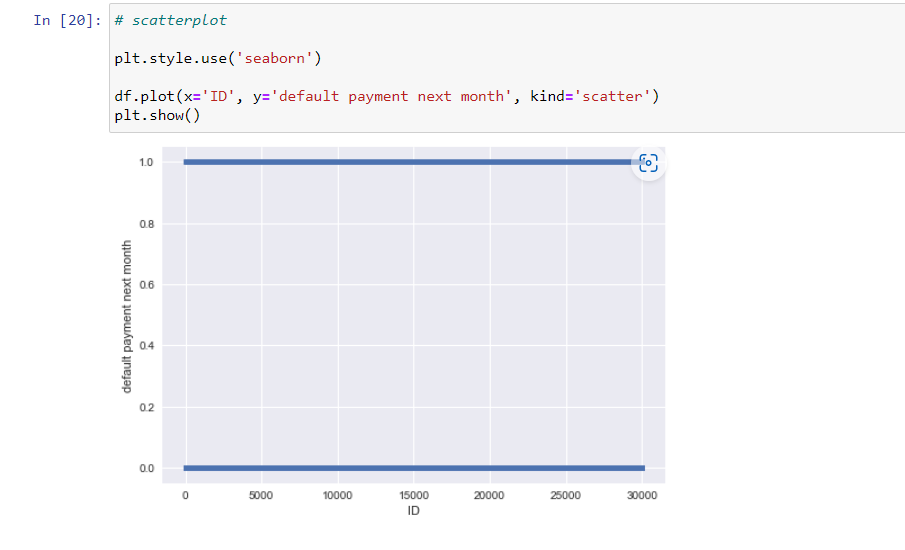 In [20]: # scatterplot
plt.style.use('seaborn')
df.plot(x='ID', y='default payment next month', kind='scatter')
plt.show()
1.0
0.8
0.6
0.4
0.2
0.0
default payment next month
0 5000 10000 15000 20000 25000 30000
ID